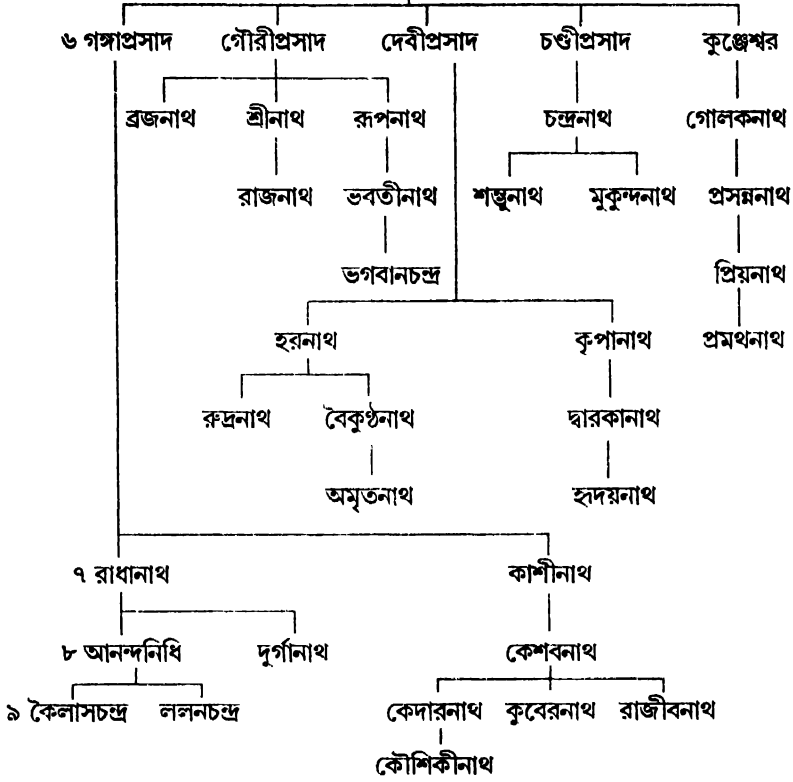 ৬ গঙ্গাপ্রসাদ গৌরীপ্রসাদ দেবীপ্রসাদ চণ্ডীপ্রসাদ কুঞ্জেশ্বর
ব্রজনাথ শ্রীনাথ রূপনাথ চন্দ্রনাথ গোলকনাথ
রাজনাথ ভবতীনাথ শম্ভুনাথ মুকুন্দনাথ প্রসন্ননাথ
ভগবানচন্দ্র প্রিয়নাথ
হরনাথ কৃপানাথ প্রমথনাথ
রুদ্রনাথ বৈকুণ্ঠনাথ দ্বারকানাথ
অমৃতনাথ হৃদয়নাথ
৭ রাধানাথ কাশীনাথ
৮ আনন্দনিধি দুর্গানাথ কেশবনাথ
৯ কৈলাসচন্দ্র ললনচন্দ্র কেদারনাথ কুবেরনাথ রাজীবনাথ
কৌশিকীনাথ